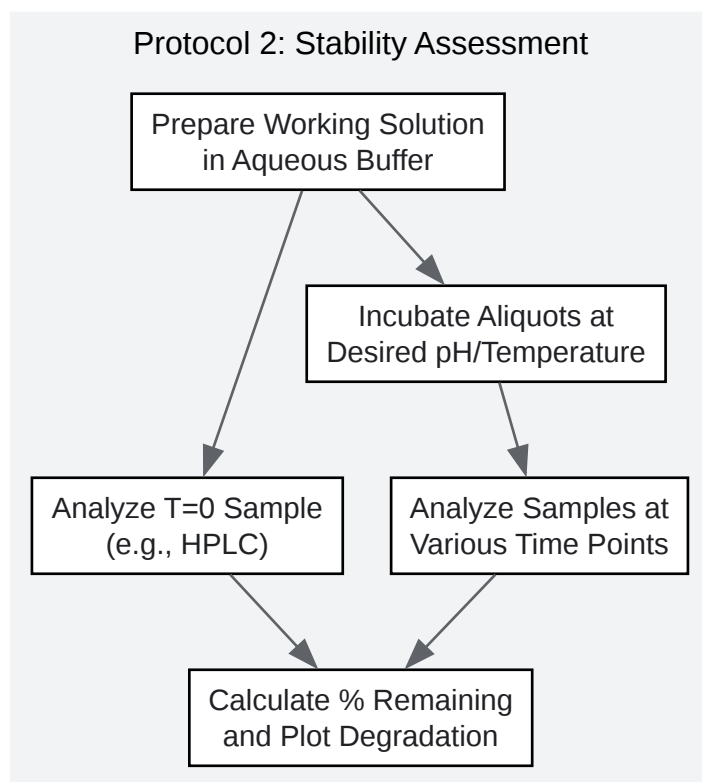 Protocol 2: Stability Assessment
Prepare Working Solution
in Aqueous Buffer
Incubate Aliquots at
Desired pH/Temperature
Analyze T=0 Sample
(e.g., HPLC)
Analyze Samples at
Various Time Points
Calculate % Remaining
and Plot Degradation